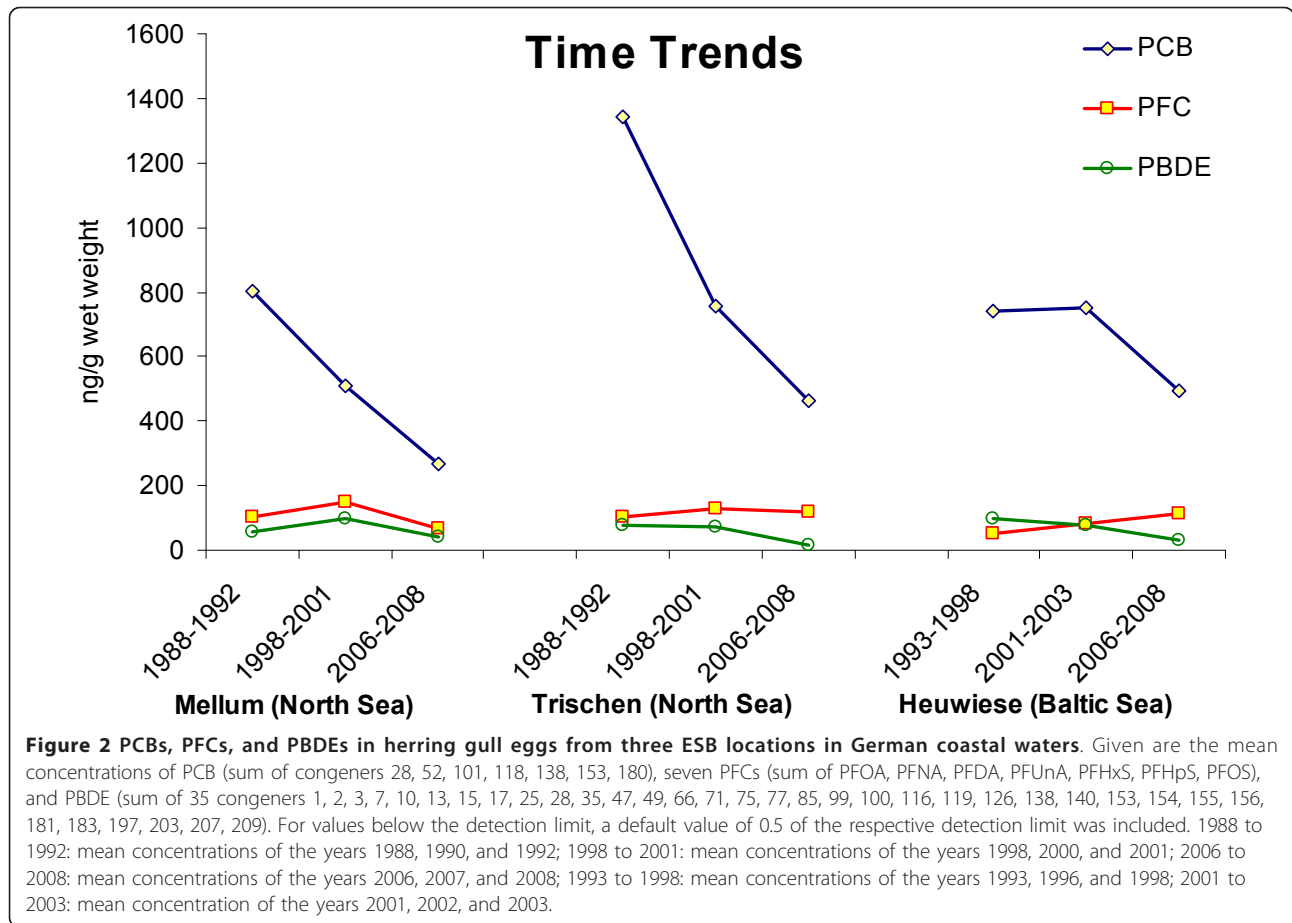 Time Trends
PCB
PFC
PBDE
1600
1400
1200
1000
800
600
400
200
0
ng/g wet weight
1988-1992
1998-2001
2006-2008
1988-1992
1998-2001
2006-2008
1993-1998
2001-2003
2006-2008
Mellum (North Sea)
Trischen (North Sea)
Heuwiese (Baltic Sea)
Figure 2 PCBs, PFCs, and PBDEs in herring gull eggs from three ESB locations in German coastal waters. Given are the mean
concentrations of PCB (sum of congeners 28, 52, 101, 118, 138, 153, 180), seven PFCs (sum of PFOA, PFNA, PFDA, PFUnA, PFHxS, PFHpS, PFOS),
and PBDE (sum of 35 congeners 1, 2, 3, 7, 10, 13, 15, 17, 25, 28, 35, 47, 49, 66, 71, 75, 77, 85, 99, 100, 116, 119, 126, 138, 140, 153, 154, 155, 156,
181, 183, 197, 203, 207, 209). For values below the detection limit, a default value of 0.5 of the respective detection limit was included. 1988 to
1992: mean concentrations of the years 1988, 1990, and 1992; 1998 to 2001: mean concentrations of the years 1998, 2000, and 2001; 2006 to
2008: mean concentrations of the years 2006, 2007, and 2008; 1993 to 1998: mean concentrations of the years 1993, 1996, and 1998; 2001 to
2003: mean concentration of the years 2001, 2002, and 2003.